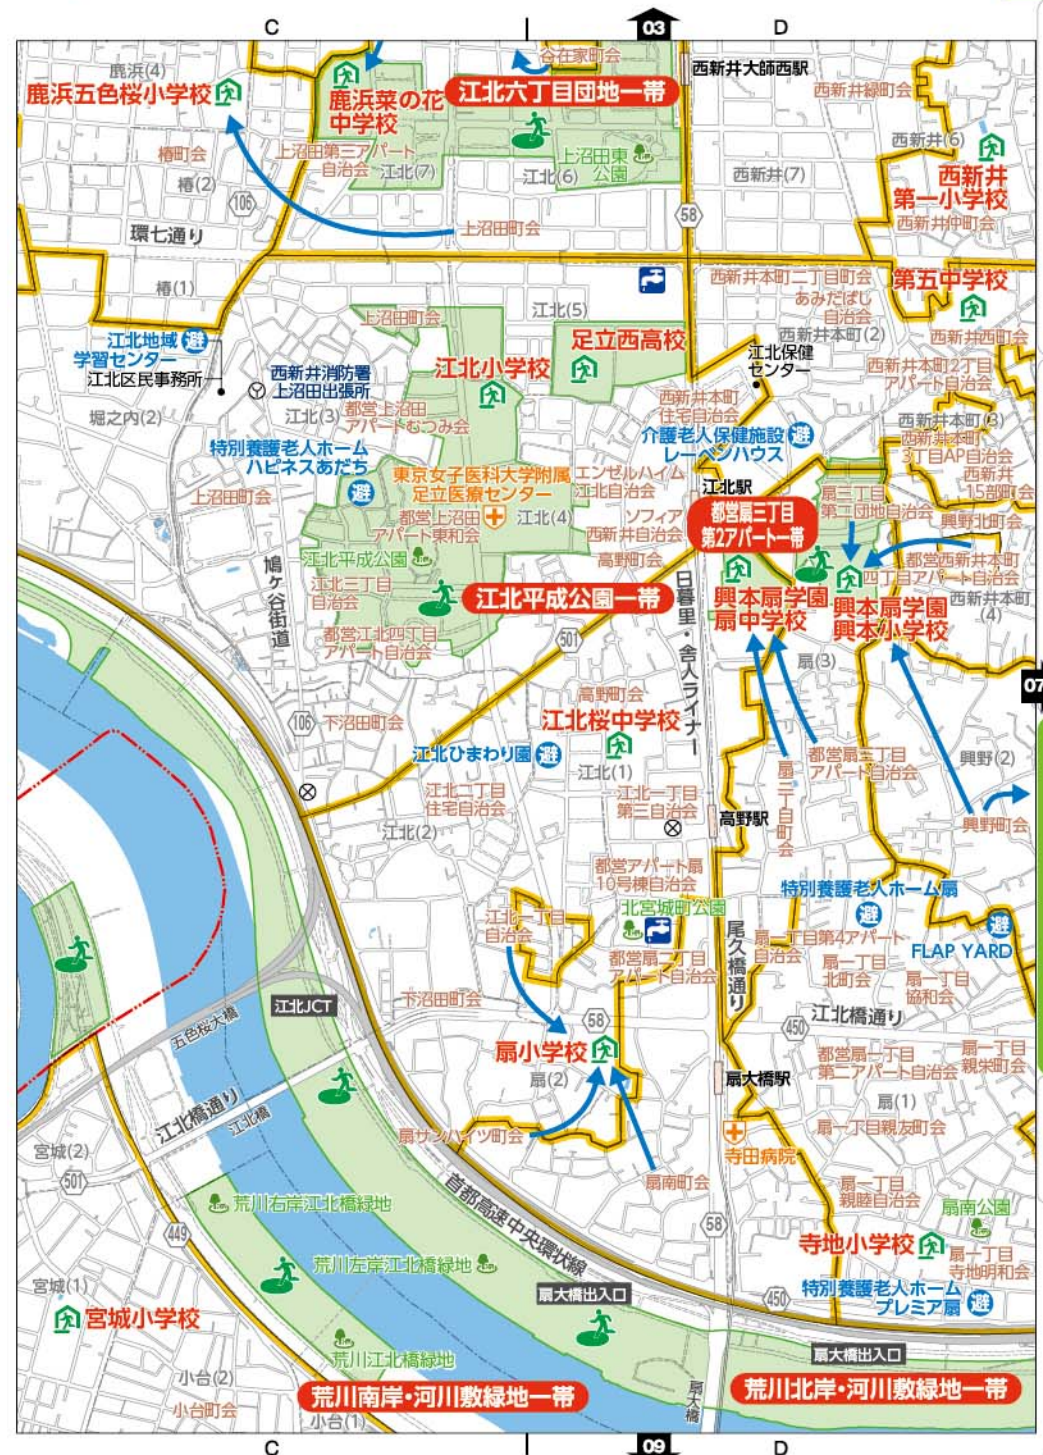 C
03
D
鹿浜(4)
谷在家町会
西新井大師西駅
鹿浜五色桜小学校
鹿浜菜の花
中学校
江北六丁目団地一帯
西新井緑町会
西新井(6)
椿町会
椿(2)
上沼田第三アパート
自治会
江北(7)
江北(6)
上沼田東
公園
西新井(7)
西新井
第一小学校
106
58
西新井仲町会
環七通り
上沼田町会
椿(1)
西新井本町二丁目町会
第五中学校
あみだばし
自治会
上沼田町会
江北(5)
西新井本町(2)
西新井西町会
江北地域
学習センター
避
江北区民事務所
足立西高校
江北保健
センター
江北小学校
西新井本町2丁目
アパート自治会
西新井消防署
上沼田出張所
堀之内(2)
江北(3)
都営上沼田
アパートむつみ会
西新井本町
住宅自治会
西新井本町(3)
西新井本町
3丁目AP自治会
特別養護老人ホーム
ハピネスあだち
避
介護老人保健施設
レーベンハウス
避
西新井
15部町会
上沼田町会
東京女子医科大学附属
足立医療センター
エンゼルハイム
江北自治会
江北駅
扇三丁目
第二団地自治会
都営上沼田
アパート東和会
江北(4)
ソフィア
西新井自治会
都営扇三丁目
第2アパート一帯
興野北町会
江北平成公園
高野町会
都営西新井本町
四丁目アパート自治会
鳩ヶ谷街道
江北三丁目
自治会
江北平成公園一帯
日暮里・舎人ライナー
興本扇学園
扇中学校
興本扇学園
興本小学校
西新井本町
(4)
都営江北四丁目
アパート自治会
501
扇(3)
07
高野町会
106
下沼田町会
江北桜中学校
江北ひまわり園
避
江北(1)
扇三丁目町会
都営扇三丁目
アパート自治会
興野(2)
江北二丁目
住宅自治会
江北一丁目
第三自治会
江北(2)
高野駅
興野町会
都営アパート扇
10号棟自治会
特別養護老人ホーム扇
避
避
江北一丁目
自治会
北宮城町公園
尾久橋通り
FLAP YARD
都営扇二丁目
アパート自治会
扇一丁目第4アパート
自治会
扇一丁目
北町会
扇一丁目
協和会
下沼田町会
江北JCT
五色桜大橋
58
450
江北橋通り
扇小学校
扇(2)
都営扇一丁目
第二アパート自治会
扇一丁目
親栄町会
扇大橋駅
扇(1)
江北橋通り
江北橋
扇サンハイツ町会
扇一丁目親友町会
宮城(2)
501
寺田病院
扇南町会
扇一丁目
親睦自治会
首都高速中央環状線
荒川右岸江北橋緑地
449
58
扇南公園
寺地小学校
荒川左岸江北橋緑地
扇一丁目
寺地明和会
宮城(1)
扇大橋出入口
450
特別養護老人ホーム
プレミア扇
避
宮城小学校
荒川江北橋緑地
扇大橋出入口
小台(2)
小台町会
荒川南岸・河川敷緑地一帯
扇大橋
荒川北岸・河川敷緑地一帯
小台(1)
C
09
D